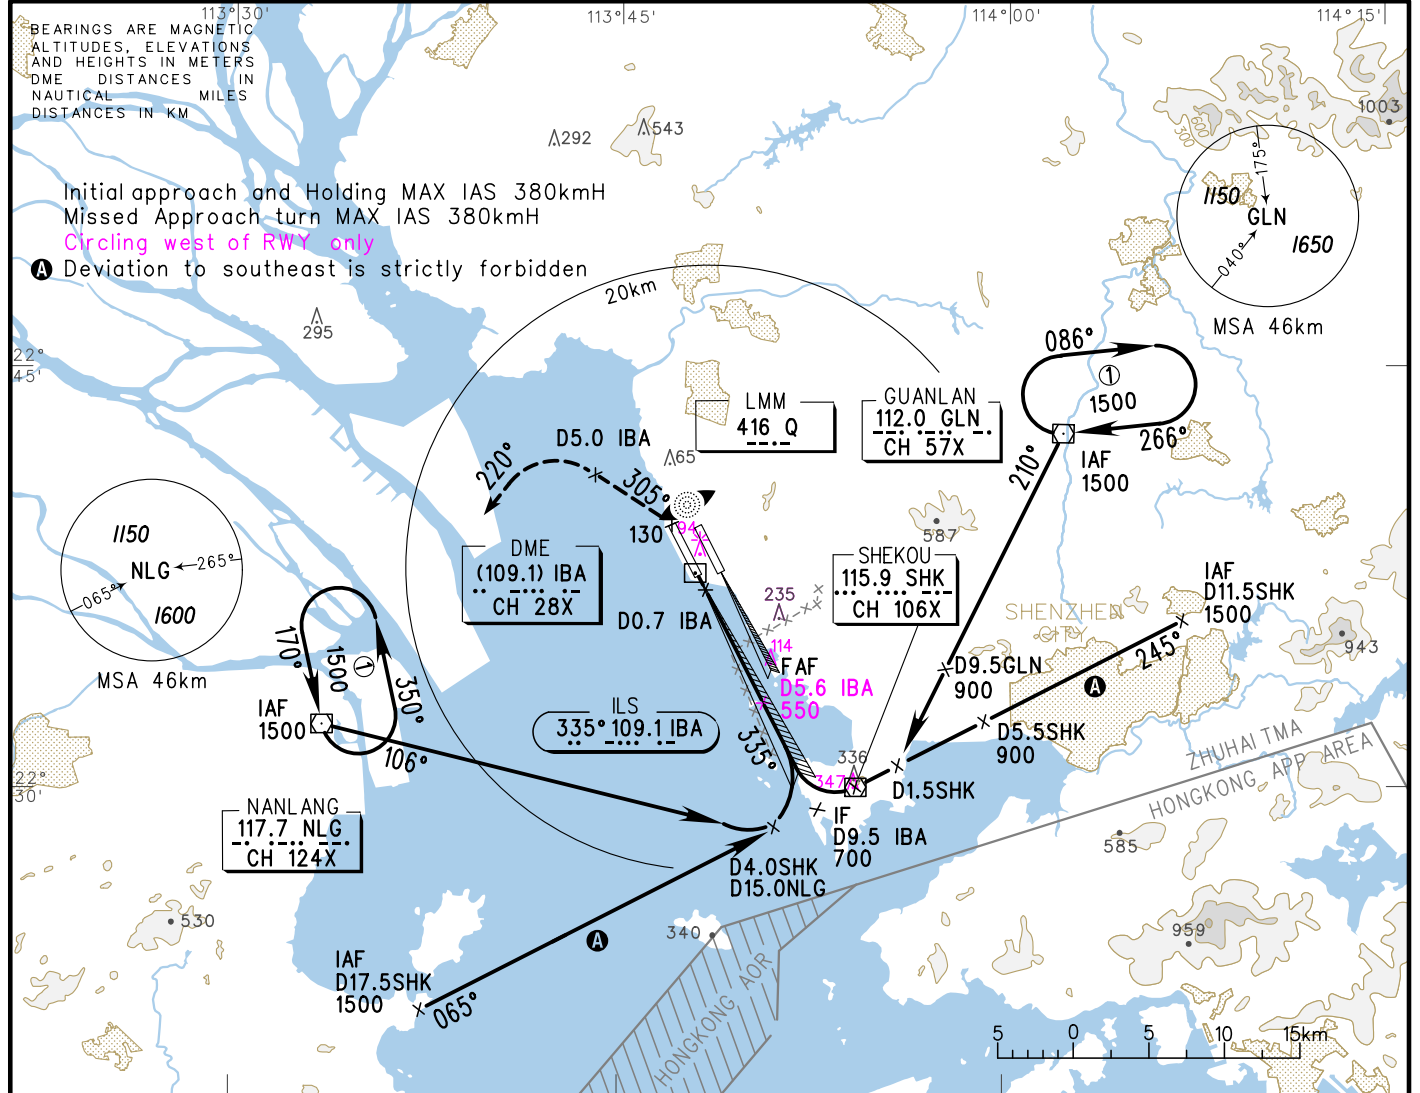 113°30'
113°45'
114°00'
114°15'
BEARINGS ARE MAGNETIC
ALTITUDES, ELEVATIONS
AND HEIGHTS IN METERS
DME DISTANCES IN
NAUTICAL MILES
DISTANCES IN KM
Initial approach and Holding MAX IAS 380kmH
Missed Approach turn MAX IAS 380kmH
Circling west of RWY only
A Deviation to southeast is strictly forbidden
292
543
1003
300
600
175°
1150
GLN
1650
040°
MSA 46km
295
20km
22°
45'
086°
1
1500
266°
IAF
1500
210°
LMM
416 Q
GUANLAN
112.0 GLN
CH 57X
D5.0 IBA
220°
305°
65
130
94
587
DME
(109.1) IBA
CH 28X
D0.7 IBA
235
114
SHEKOU
115.9 SHK
CH 106X
1150
NLG
265°
065°
1600
MSA 46km
170°
1500
1
350°
IAF
1500
106°
SHENZHEN
CITY
IAF
D11.5SHK
1500
943
245°
A
FAF
D5.6 IBA
550
D9.5GLN
900
D5.5SHK
900
ILS
335° 109.1 IBA
335°
336
347
D1.5SHK
ZHUHAI TMA
HONGKONG APP AREA
22°
30'
IF
D9.5 IBA
700
NANLANG
117.7 NLG
CH 124X
D4.0SHK
D15.0NLG
585
530
340
959
A
IAF
D17.5SHK
1500
065°
HONGKONG AOR
5 0 5 10 15km